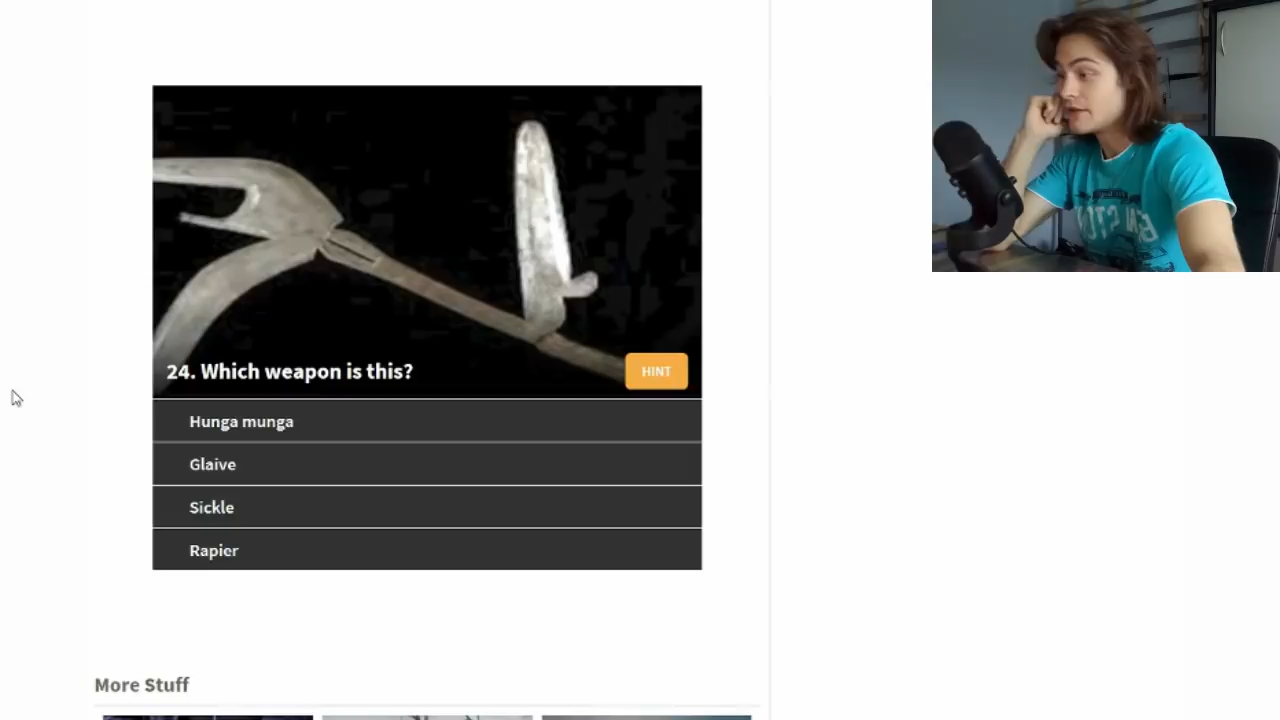 24. Which weapon is this?
HINT
Hunga munga
Glaive
Sickle
Rapier
More Stuff